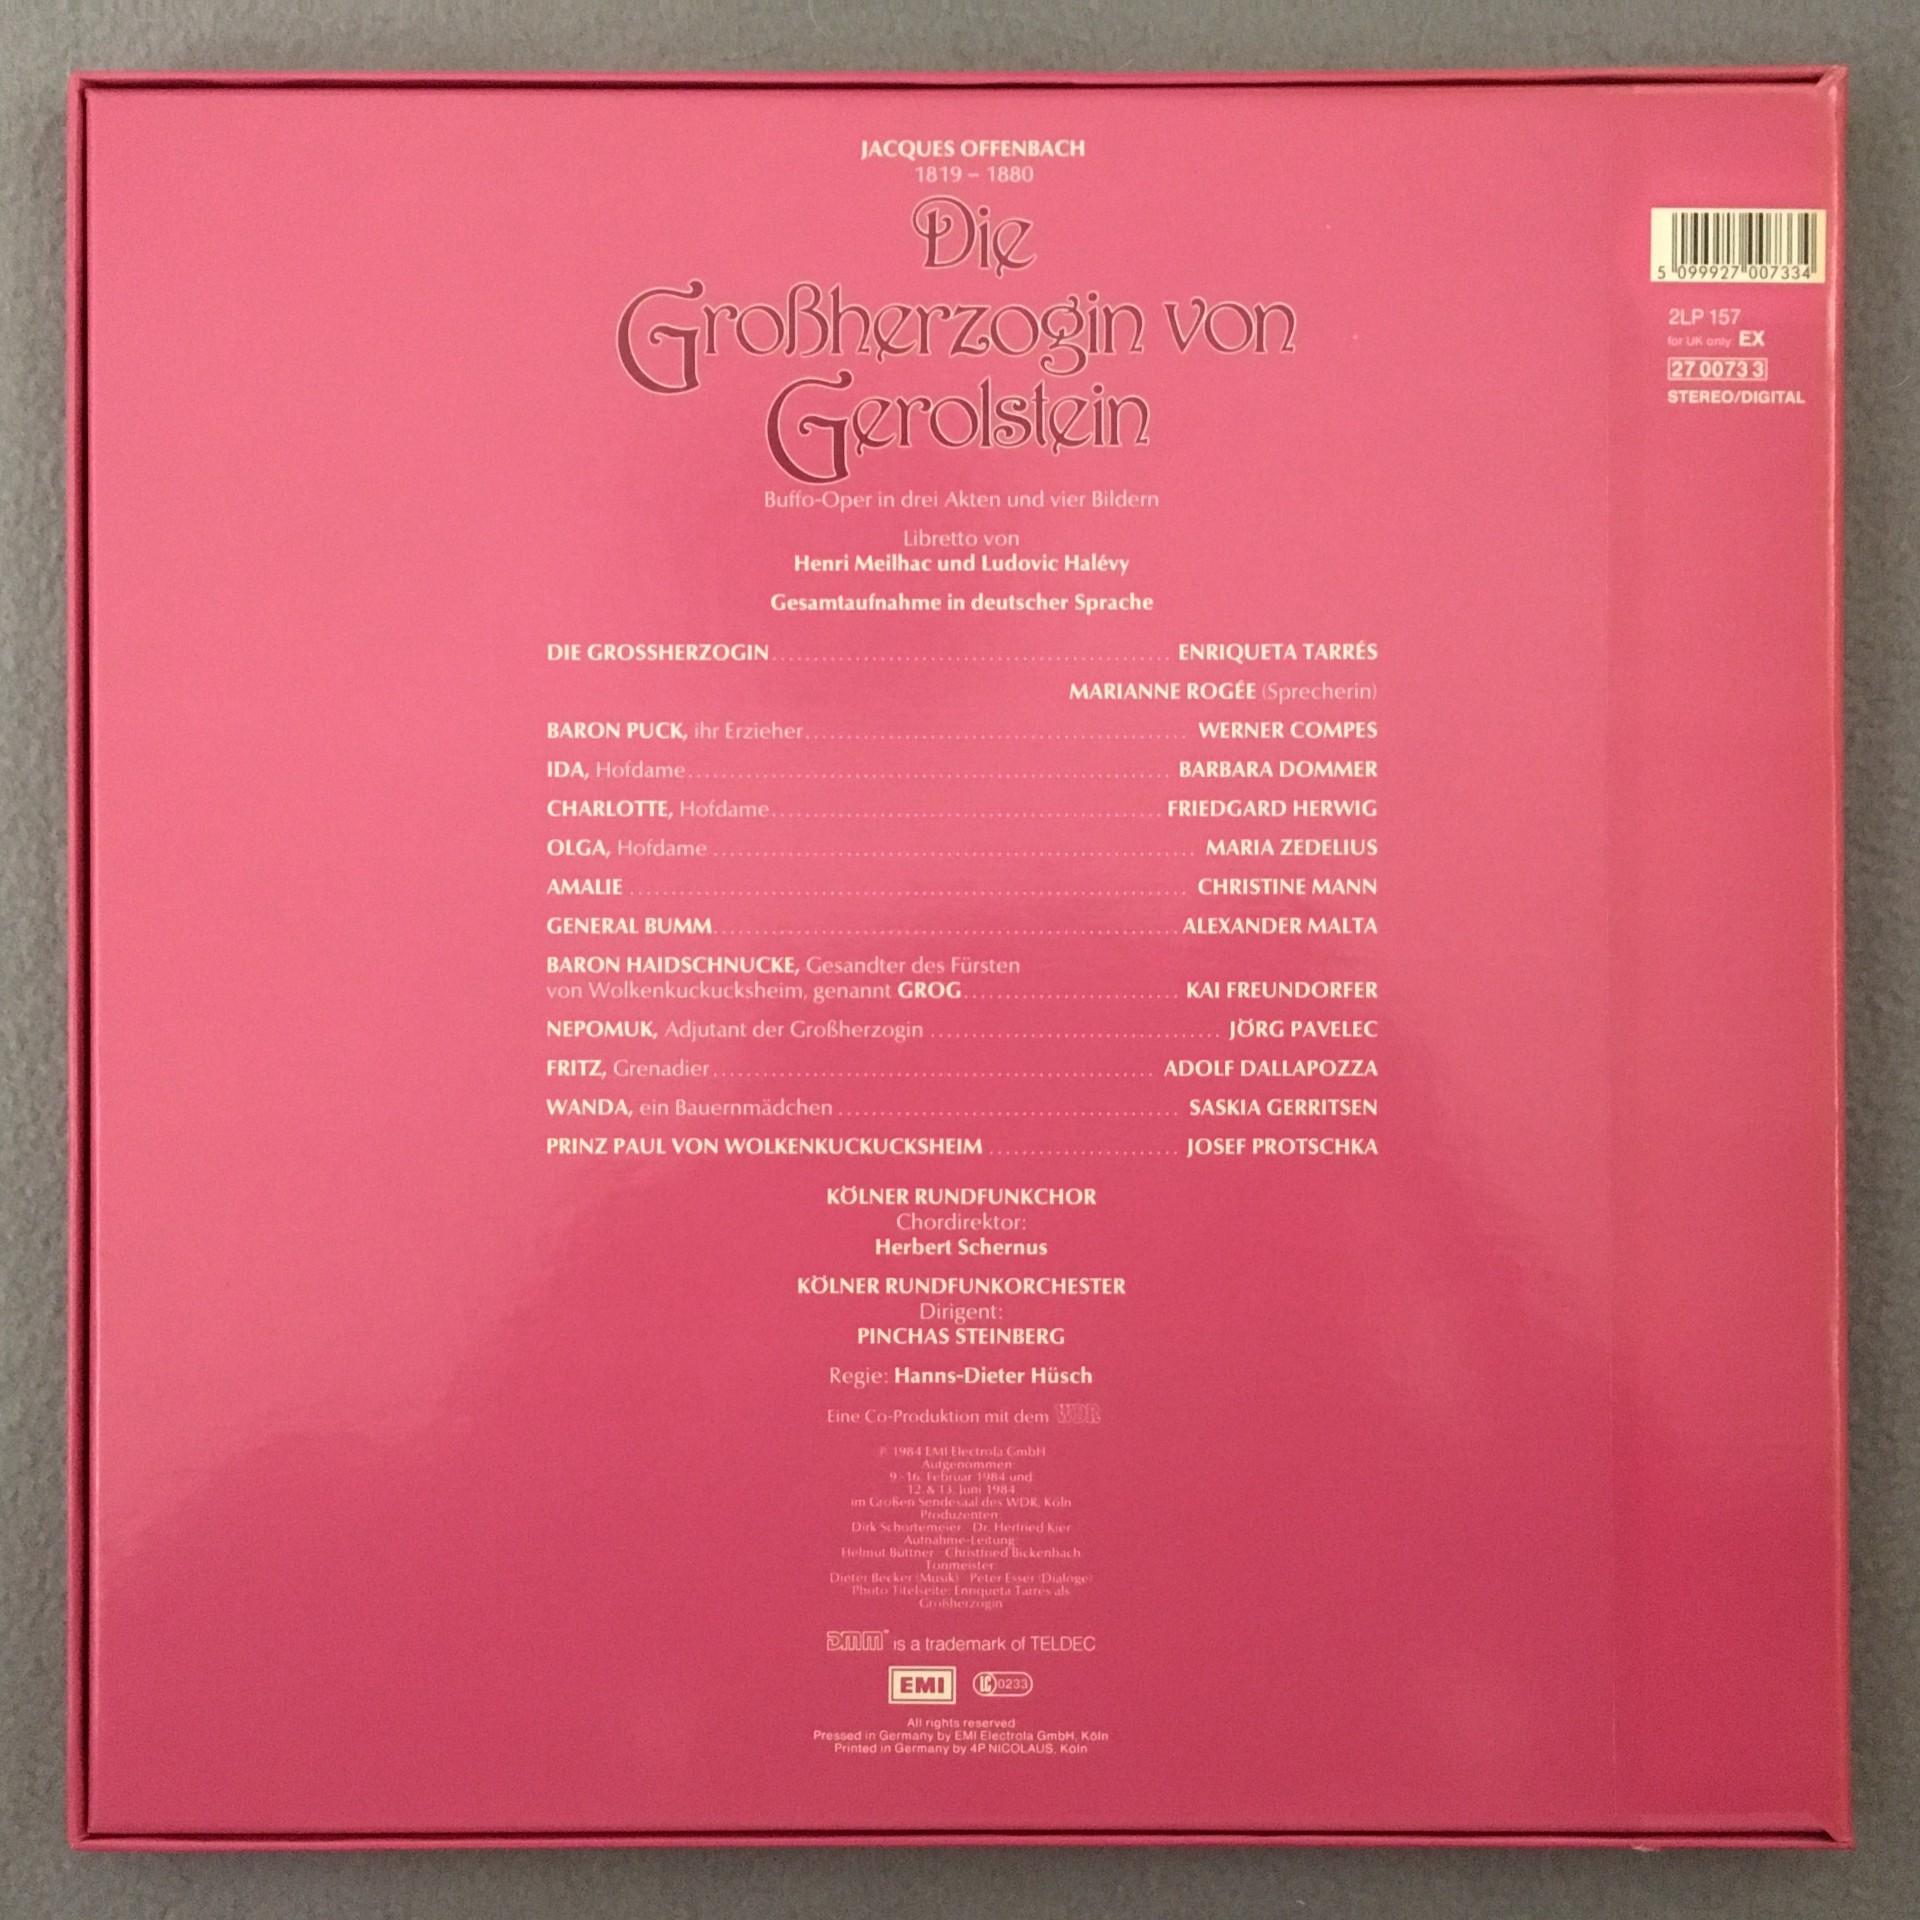 JACQUES OFFENBACH
1819 – 1880
Die
Großherzogin von
Gerolstein
Buffo-Oper in drei Akten und vier Bildern
Libretto von
Henri Meilhac und Ludovic Halévy
Gesamtaufnahme in deutscher Sprache
DIE GROSSHERZOGIN ENRIQUETA TARRÉS
MARIANNE ROGÉE (Sprecherin)
BARON PUCK, ihr Erzieher WERNER COMPES
IDA, Hofdame BARBARA DOMMER
CHARLOTTE, Hofdame FRIEDGARD HERWIG
OLGA, Hofdame MARIA ZEDELIUS
AMALIE CHRISTINE MANN
GENERAL BUMM ALEXANDER MALTA
BARON HAIDSCHNUCKE, Gesandter des Fürsten
von Wolkenkuckucksheim, genannt GROG KAI FREUNDORFER
NEPOMUK, Adjutant der Großherzogin JÖRG PAVELEC
FRITZ, Grenadier ADOLF DALLAPOZZA
WANDA, ein Bauernmädchen SASKIA GERRITSEN
PRINZ PAUL VON WOLKENKUCKUCKSHEIM JOSEF PROTSCHKA
KÖLNER RUNDFUNKCHOR
Chordirektor:
Herbert Schernus
KÖLNER RUNDFUNKORCHESTER
Dirigent:
PINCHAS STEINBERG
Regie: Hanns-Dieter Hüsch
Eine Co-Produktion mit dem WDR
℗ 1984 EMI Electrola GmbH
Aufgenommen:
9.-16. Februar 1984 und
12. & 13. Juni 1984
im Großen Sendesaal des WDR, Köln
Produzenten:
Dirk Schortemeier · Dr. Herfried Kier
Aufnahme-Leitung:
Helmut Büttner · Christfried Bickenbach
Tonmeister:
Dieter Becker (Musik) · Peter Esser (Dialoge)
Photo Titelseite: Enriqueta Tarrés als
Großherzogin
DMM™ is a trademark of TELDEC
EMI LC 0233
All rights reserved
Pressed in Germany by EMI Electrola GmbH, Köln
Printed in Germany by 4P NICOLAUS, Köln
5 099927 007334
2LP 157
for UK only: EX
27 0073 3
STEREO/DIGITAL